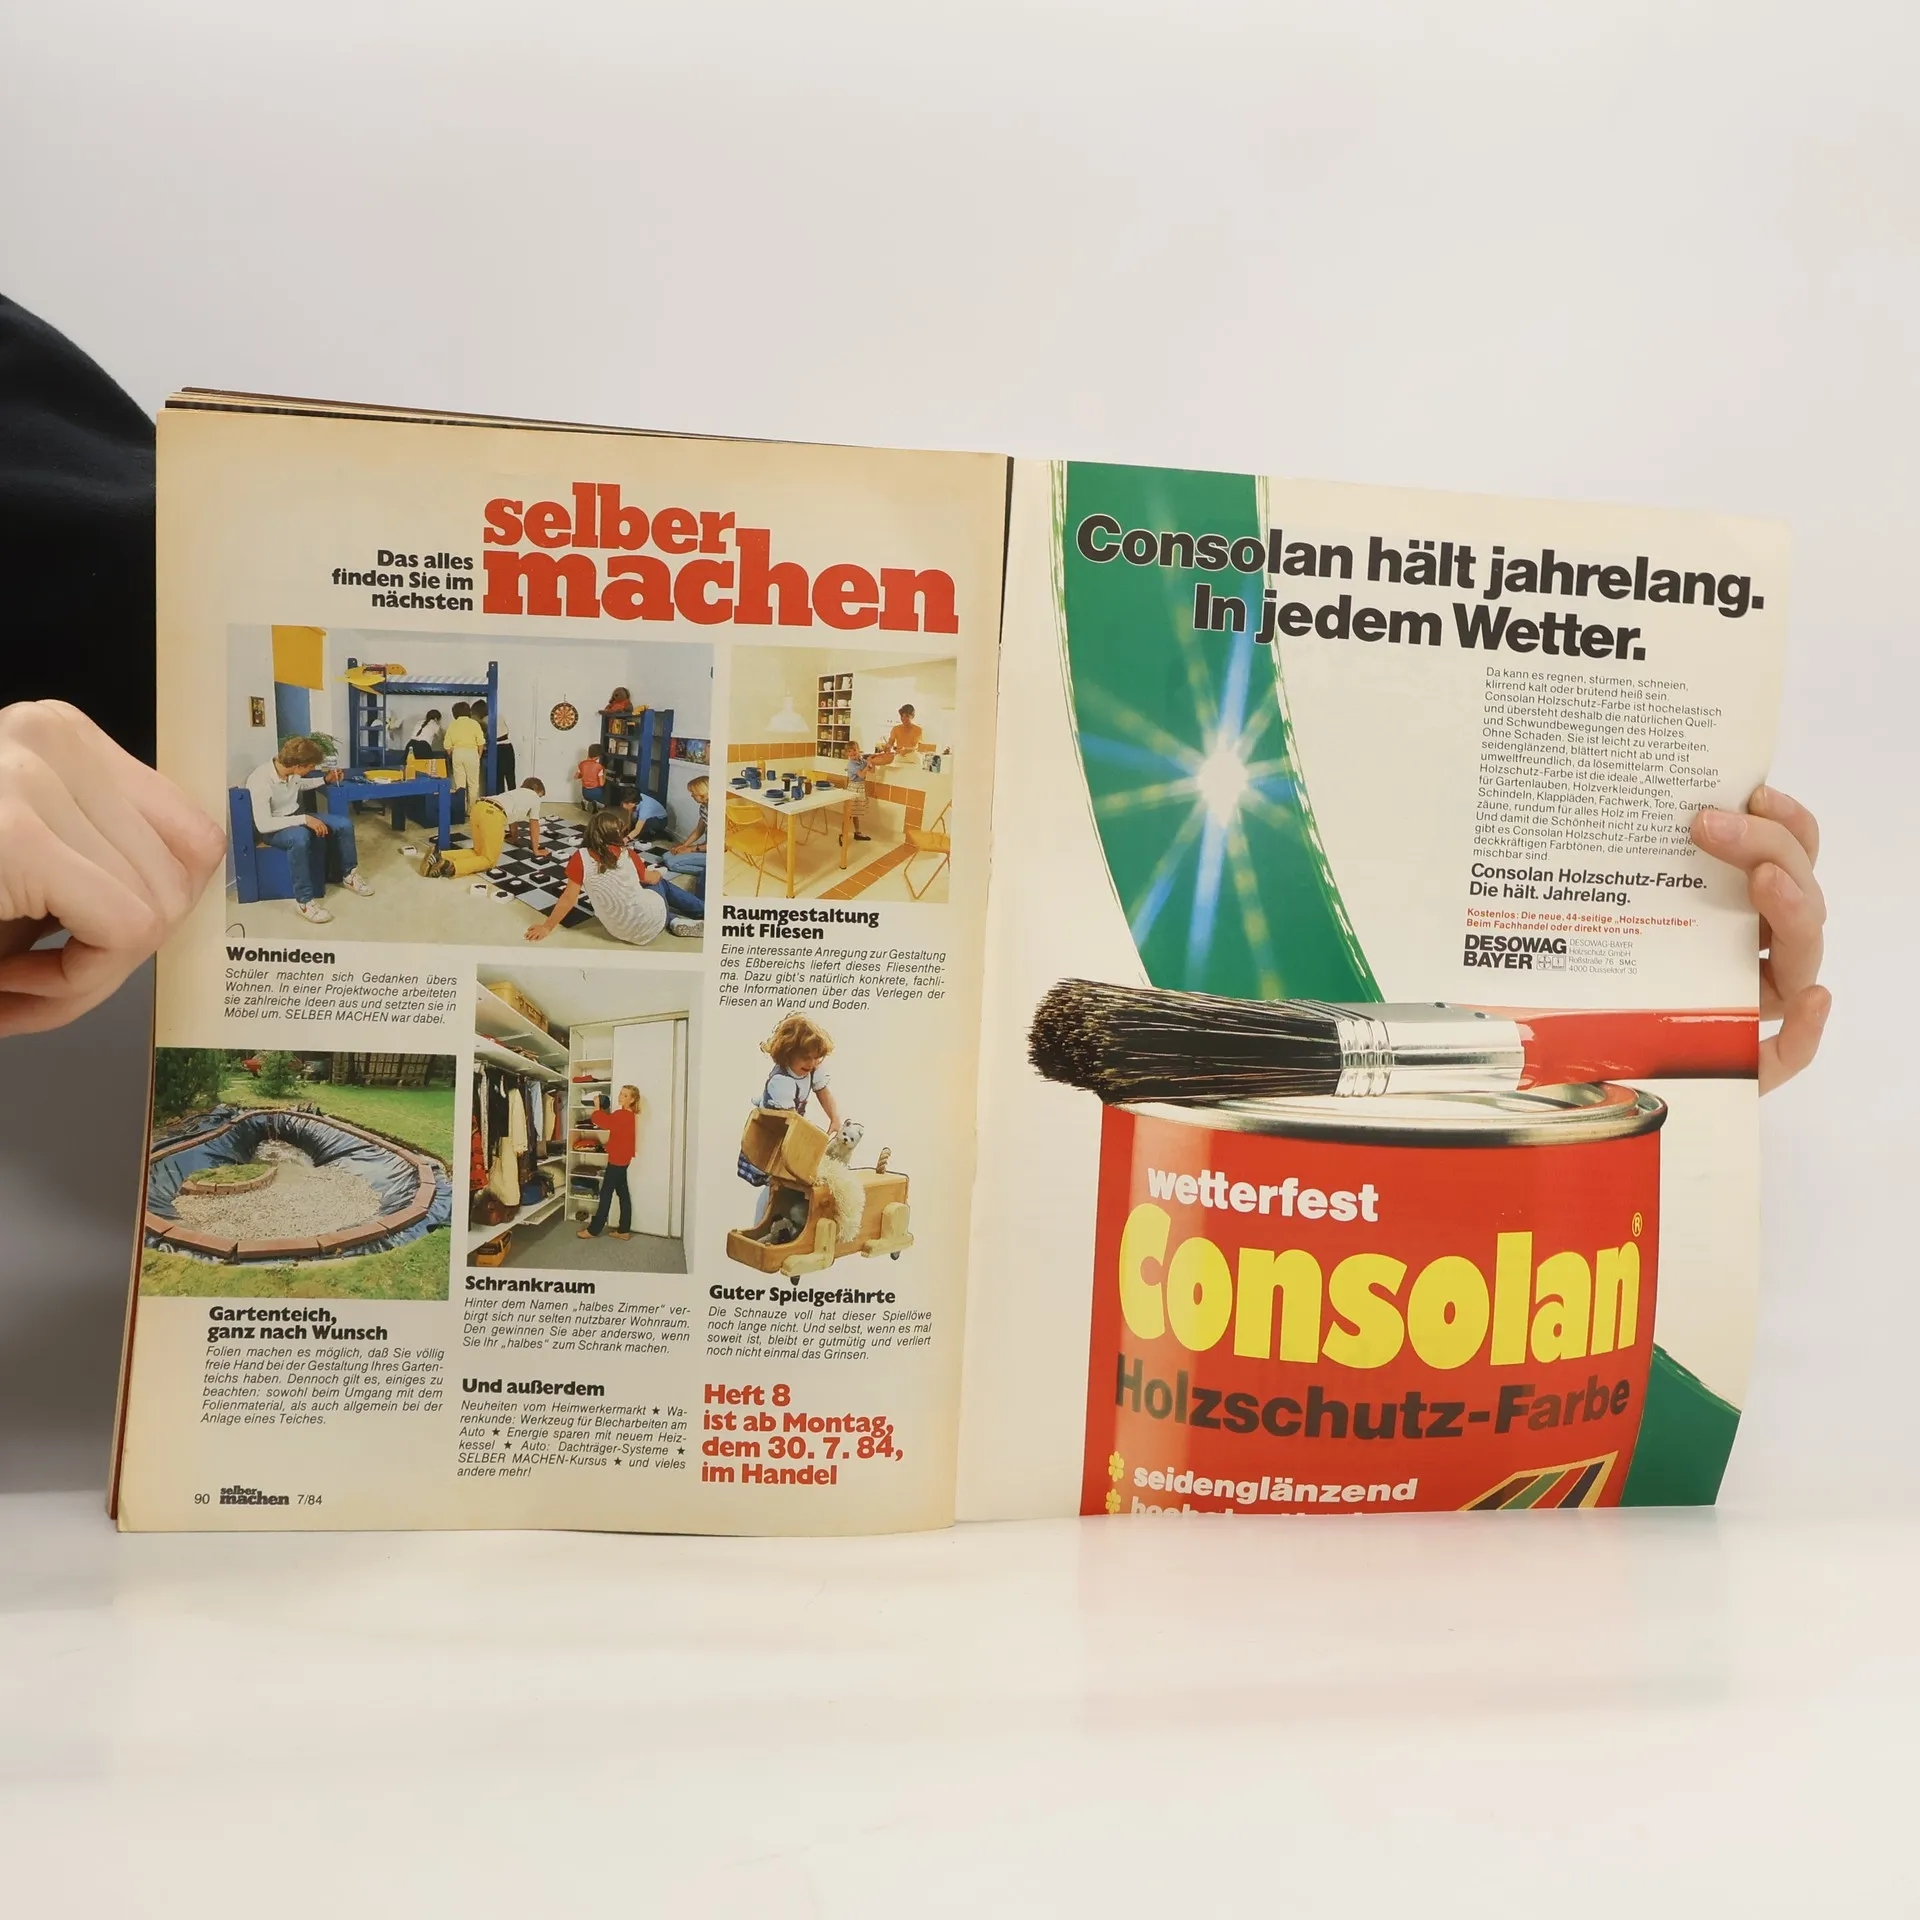 Das alles
finden Sie im
nächsten
selber
machen
Wohnideen
Schüler machten sich Gedanken übers
Wohnen. In einer Projektwoche arbeiteten
sie zahlreiche Ideen aus und setzten sie in
Möbel um. SELBER MACHEN war dabei.
Raumgestaltung
mit Fliesen
Eine interessante Anregung zur Gestaltung
des Eßbereichs liefert dieses Fliesenthe-
ma. Dazu gibt's natürlich konkrete, fachli-
che Informationen über das Verlegen der
Fliesen an Wand und Boden.
Gartenteich,
ganz nach Wunsch
Folien machen es möglich, daß Sie völlig
freie Hand bei der Gestaltung Ihres Garten-
teichs haben. Dennoch gilt es, einiges zu
beachten: sowohl beim Umgang mit dem
Folienmaterial, als auch allgemein bei der
Anlage eines Teiches.
Schrankraum
Hinter dem Namen „halbes Zimmer" ver-
birgt sich nur selten nutzbarer Wohnraum.
Den gewinnen Sie aber anderswo, wenn
Sie Ihr „halbes" zum Schrank machen.
Guter Spielgefährte
Die Schnauze voll hat dieser Spiellöwe
noch lange nicht. Und selbst, wenn es mal
soweit ist, bleibt er gutmütig und verliert
noch nicht einmal das Grinsen.
Und außerdem
Neuheiten vom Heimwerkermarkt ★ Wa-
renkunde: Werkzeug für Blecharbeiten am
Auto ★ Energie sparen mit neuem Heiz-
kessel ★ Auto: Dachträger-Systeme ★
SELBER MACHEN-Kursus ★ und vieles
andere mehr!
Heft 8
ist ab Montag,
dem 30. 7. 84,
im Handel
90 selber machen 7/84
Consolan hält jahrelang.
In jedem Wetter.
Da kann es regnen, stürmen, schneien,
klirrend kalt oder brütend heiß sein.
Consolan Holzschutz-Farbe ist hochelastisch
und übersteht deshalb die natürlichen Quell-
und Schwundbewegungen des Holzes.
Ohne Schaden. Sie ist leicht zu verarbeiten,
seidenglänzend, blättert nicht ab und ist
umweltfreundlich, da lösemittelarm. Consolan
Holzschutz-Farbe ist die ideale „Allwetterfarbe"
für Gartenlauben, Holzverkleidungen,
Schindeln, Klappläden, Fachwerk, Tore, Garten-
zäune, rundum für alles Holz im Freien.
Und damit die Schönheit nicht zu kurz
gibt es Consolan Holzschutz-Farbe in
deckkräftigen Farbtönen, die untereinander
mischbar sind.
Consolan Holzschutz-Farbe.
Die hält. Jahrelang.
Kostenlos: Die neue, 44-seitige „Holzschutzfibel".
Beim Fachhandel oder direkt von uns.
DESOWAG
BAYER
DESOWAG-BAYER
Holzschutz GmbH
Roßstraße 76 SMC
4000 Düsseldorf 30
wetterfest
Consolan®
Holzschutz-Farbe
seidenglänzend